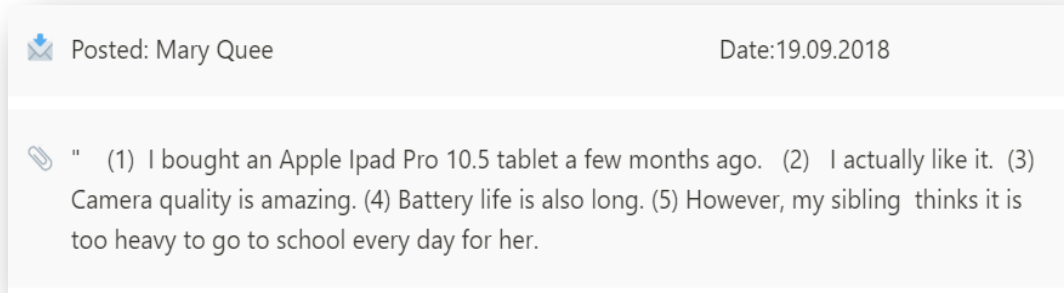 Posted: Mary Quee Date:19.09.2018
" (1) I bought an Apple Ipad Pro 10.5 tablet a few months ago. (2) I actually like it. (3)
Camera quality is amazing. (4) Battery life is also long. (5) However, my sibling thinks it is
too heavy to go to school every day for her.